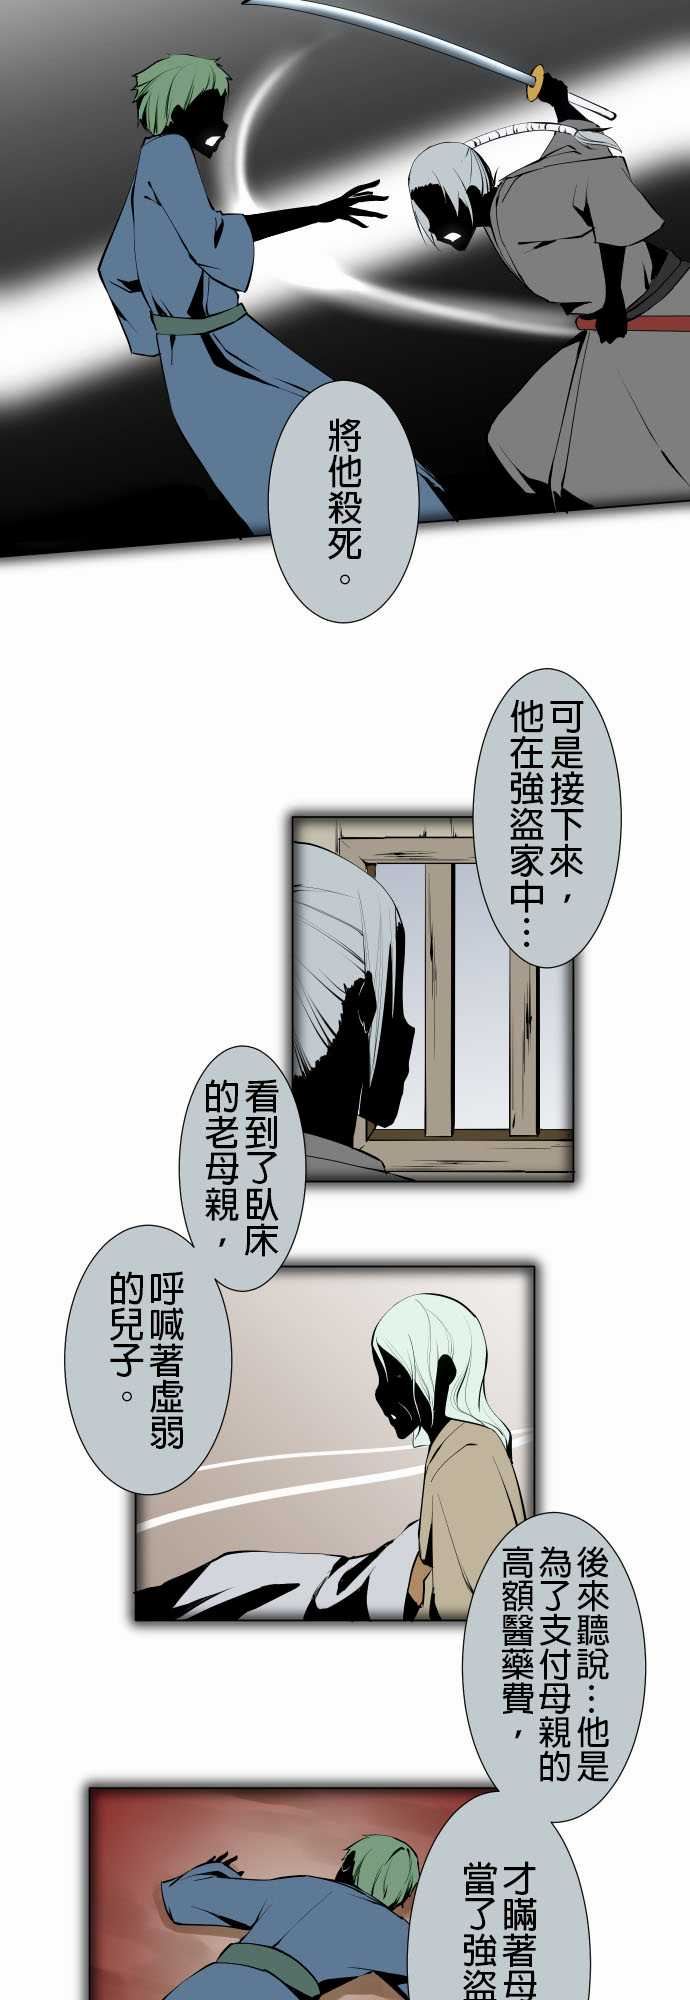 將他殺死。
可是接下來，
他在強盜家中…
看到了臥床
的老母親，
呼喊著虛弱
的兒子。
後來聽說…他是
為了支付母親的
高額醫藥費，
才瞞著母
當了強盜